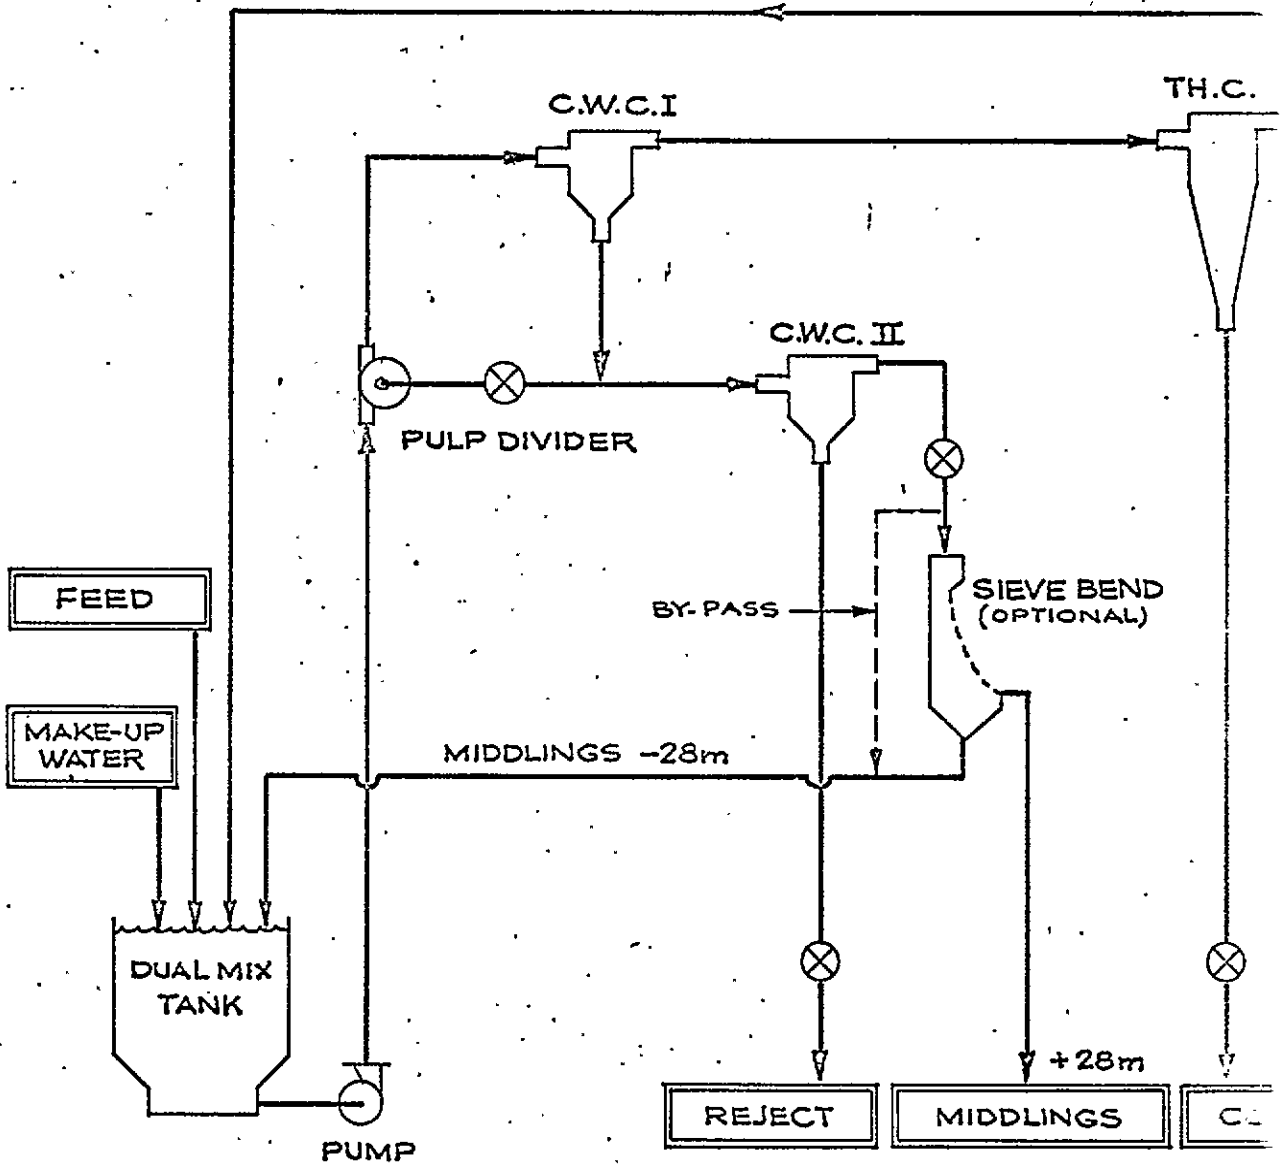 C.W.C. I
TH.C.
C.W.C. II
PULP DIVIDER
FEED
SIEVE BEND
(OPTIONAL)
BY-PASS
MAKE-UP
WATER
MIDDLINGS -28m
DUAL MIX
TANK
+28m
REJECT
MIDDLINGS
PUMP